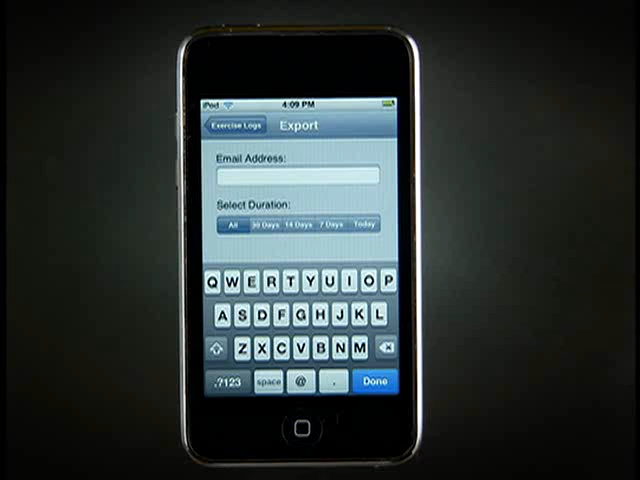 iPod 4:09 PM
Exercise Logs Export
Email Address:
Select Duration:
All 30 Days 14 Days 7 Days Today
Q W E R T Y U I O P
A S D F G H J K L
Z X C V B N M
.?123 space @ . Done